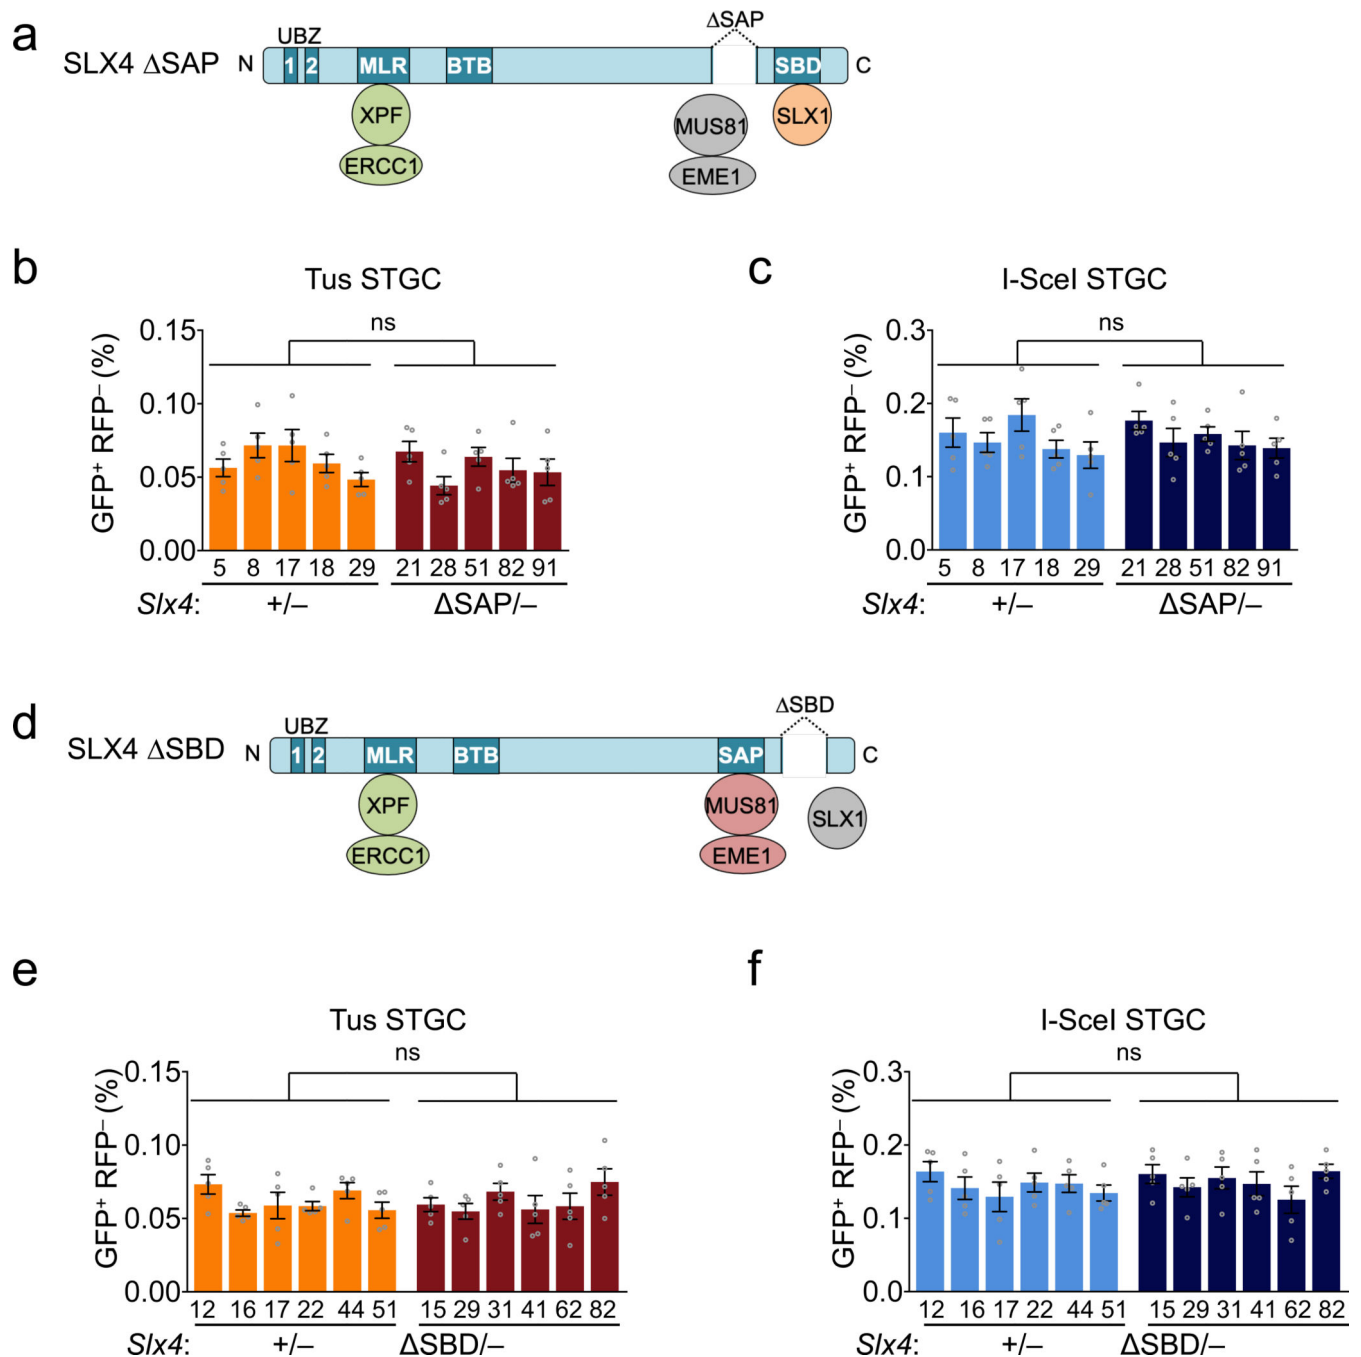 a
ΔSAP
UBZ
SLX4 ΔSAP N 1 2 MLR BTB SBD C
XPF MUS81 SLX1
ERCC1 EME1
b
Tus STGC
ns
GFP⁺ RFP⁻ (%)
0.15
0.10
0.05
0.00
5 8 17 18 29 21 28 51 82 91
Slx4: +/– ΔSAP/–
c
I-SceI STGC
ns
GFP⁺ RFP⁻ (%)
0.3
0.2
0.1
0.0
5 8 17 18 29 21 28 51 82 91
Slx4: +/– ΔSAP/–
d
ΔSBD
UBZ
SLX4 ΔSBD N 1 2 MLR BTB SAP C
XPF MUS81 SLX1
ERCC1 EME1
e
Tus STGC
ns
GFP⁺ RFP⁻ (%)
0.15
0.10
0.05
0.00
12 16 17 22 44 51 15 29 31 41 62 82
Slx4: +/– ΔSBD/–
f
I-SceI STGC
ns
GFP⁺ RFP⁻ (%)
0.3
0.2
0.1
0.0
12 16 17 22 44 51 15 29 31 41 62 82
Slx4: +/– ΔSBD/–